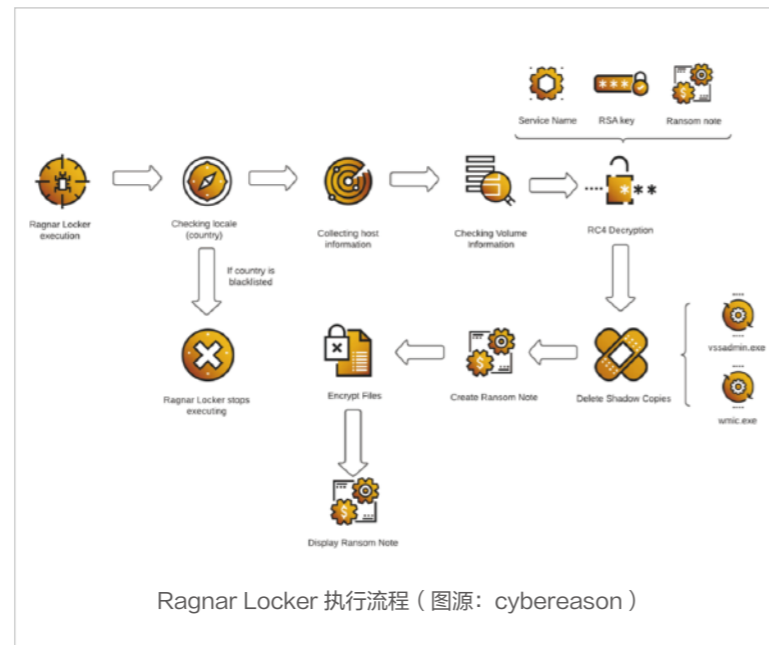 Service Name
RSA key
Ransom note
Ragnar Locker
execution
Checking locale
(country)
Collecting host
information
Checking Volume
Information
RC4 Decryption
If country is
blacklisted
vssadmin.exe
Ragnar Locker stops
executing
Encrypt Files
Create Ransom Note
Delete Shadow Copies
wmic.exe
Display Ransom Note
Ragnar Locker 执行流程（图源：cybereason）